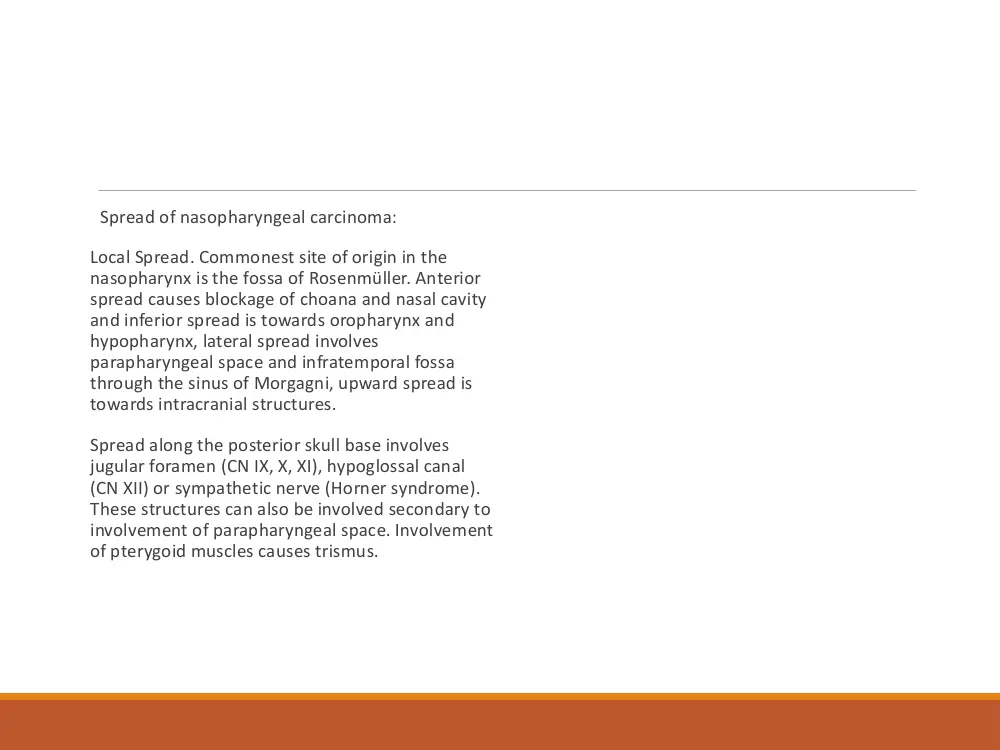 Spread of nasopharyngeal carcinoma:
Local Spread. Commonest site of origin in the
nasopharynx is the fossa of Rosenmüller. Anterior
spread causes blockage of choana and nasal cavity
and inferior spread is towards oropharynx and
hypopharynx, lateral spread involves
parapharyngeal space and infratemporal fossa
through the sinus of Morgagni, upward spread is
towards intracranial structures.
Spread along the posterior skull base involves
jugular foramen (CN IX, X, XI), hypoglossal canal
(CN XII) or sympathetic nerve (Horner syndrome).
These structures can also be involved secondary to
involvement of parapharyngeal space. Involvement
of pterygoid muscles causes trismus.